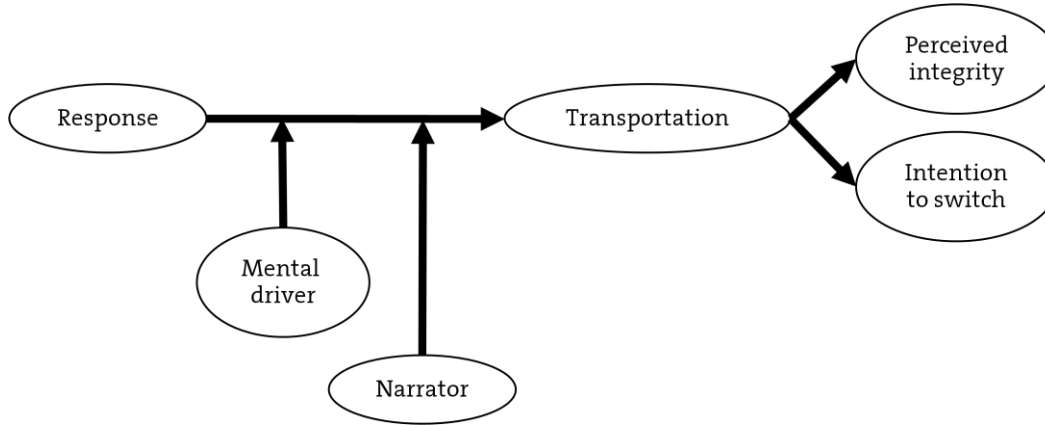 Perceived
integrity
Response
Transportation
Intention
to switch
Mental
driver
Narrator